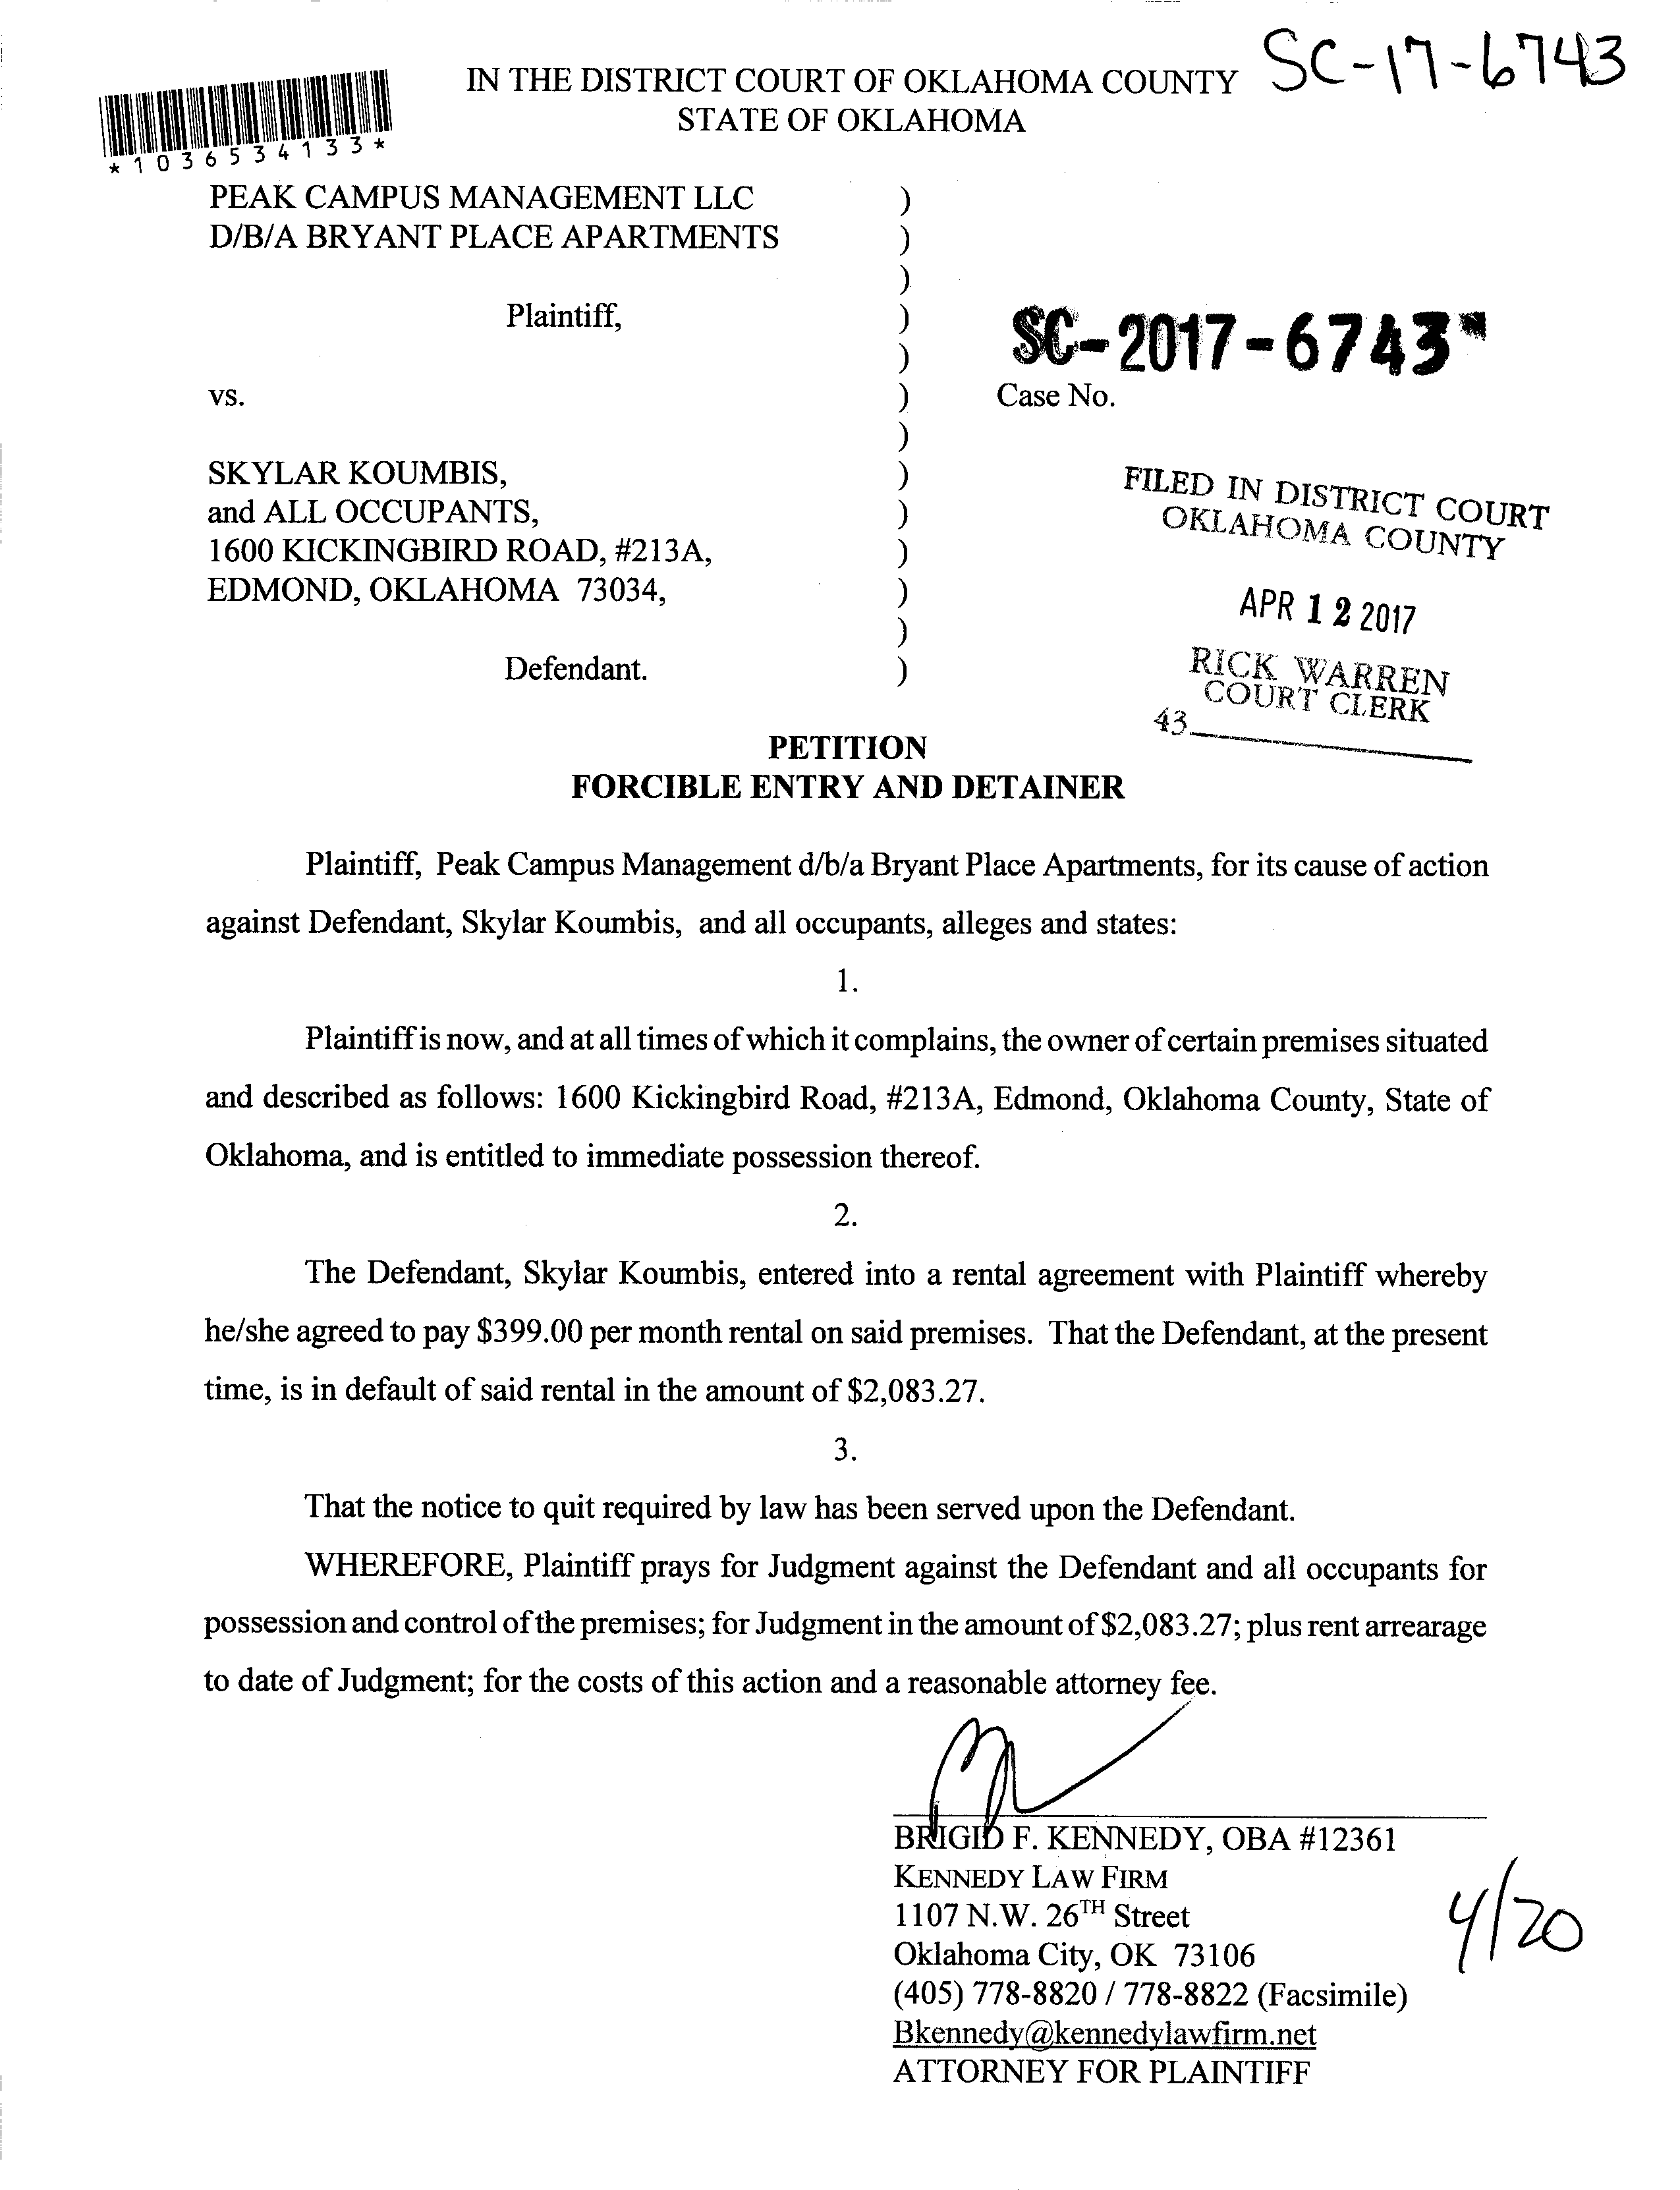 SC-17-6743
IN THE DISTRICT COURT OF OKLAHOMA COUNTY
STATE OF OKLAHOMA
*1036534133*
PEAK CAMPUS MANAGEMENT LLC )
D/B/A BRYANT PLACE APARTMENTS )
)
Plaintiff, )
) SC-2017-6743
vs. ) Case No.
)
SKYLAR KOUMBIS, )
and ALL OCCUPANTS, )
1600 KICKINGBIRD ROAD, #213A, )
EDMOND, OKLAHOMA 73034, )
)
Defendant. )
FILED IN DISTRICT COURT
OKLAHOMA COUNTY
APR 12 2017
RICK WARREN
COURT CLERK
43
PETITION
FORCIBLE ENTRY AND DETAINER
Plaintiff, Peak Campus Management d/b/a Bryant Place Apartments, for its cause of action
against Defendant, Skylar Koumbis, and all occupants, alleges and states:
1.
Plaintiff is now, and at all times of which it complains, the owner of certain premises situated
and described as follows: 1600 Kickingbird Road, #213A, Edmond, Oklahoma County, State of
Oklahoma, and is entitled to immediate possession thereof.
2.
The Defendant, Skylar Koumbis, entered into a rental agreement with Plaintiff whereby
he/she agreed to pay $399.00 per month rental on said premises. That the Defendant, at the present
time, is in default of said rental in the amount of $2,083.27.
3.
That the notice to quit required by law has been served upon the Defendant.
WHEREFORE, Plaintiff prays for Judgment against the Defendant and all occupants for
possession and control of the premises; for Judgment in the amount of $2,083.27; plus rent arrearage
to date of Judgment; for the costs of this action and a reasonable attorney fee.
BRIGID F. KENNEDY, OBA #12361
KENNEDY LAW FIRM
1107 N.W. 26TH Street
Oklahoma City, OK 73106
(405) 778-8820 / 778-8822 (Facsimile)
Bkennedy@kennedylawfirm.net
ATTORNEY FOR PLAINTIFF
4/20